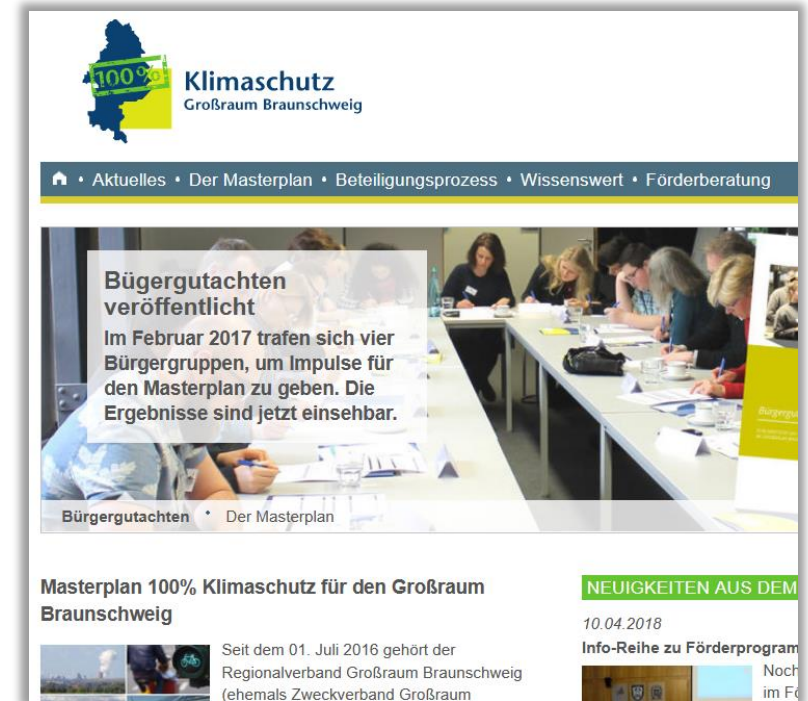 100%
Klimaschutz
Großraum Braunschweig
• Aktuelles • Der Masterplan • Beteiligungsprozess • Wissenswert • Förderberatung
Bügergutachten
veröffentlicht
Im Februar 2017 trafen sich vier
Bürgergruppen, um Impulse für
den Masterplan zu geben. Die
Ergebnisse sind jetzt einsehbar.
Bürgergutachten • Der Masterplan
Masterplan 100% Klimaschutz für den Großraum
Braunschweig
Seit dem 01. Juli 2016 gehört der
Regionalverband Großraum Braunschweig
(ehemals Zweckverband Großraum
NEUIGKEITEN AUS DEM
10.04.2018
Info-Reihe zu Förderprogram
Noch
im Fö